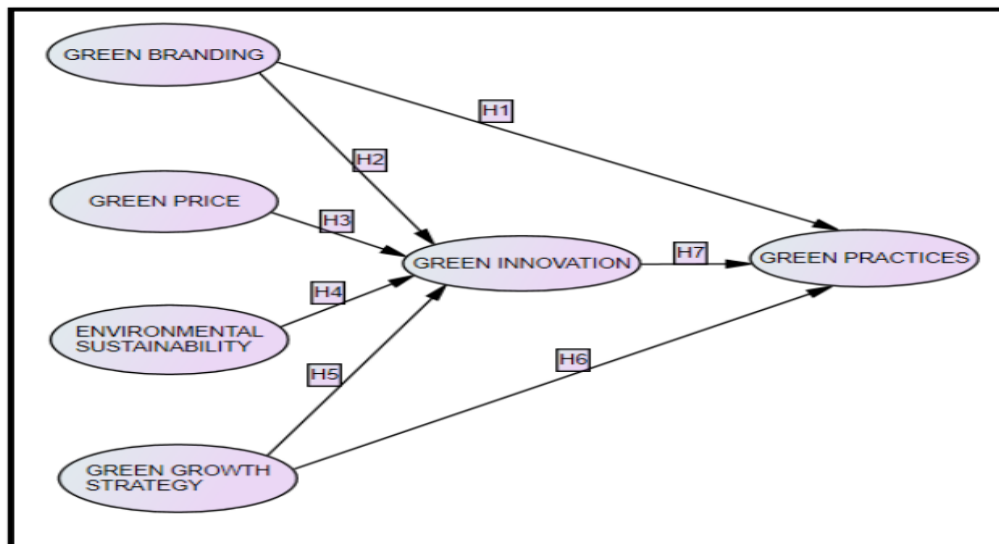 GREEN BRANDING
H1
H2
GREEN PRICE
H3
GREEN INNOVATION
H7
GREEN PRACTICES
H4
ENVIRONMENTAL
SUSTAINABILITY
H5
H6
GREEN GROWTH
STRATEGY